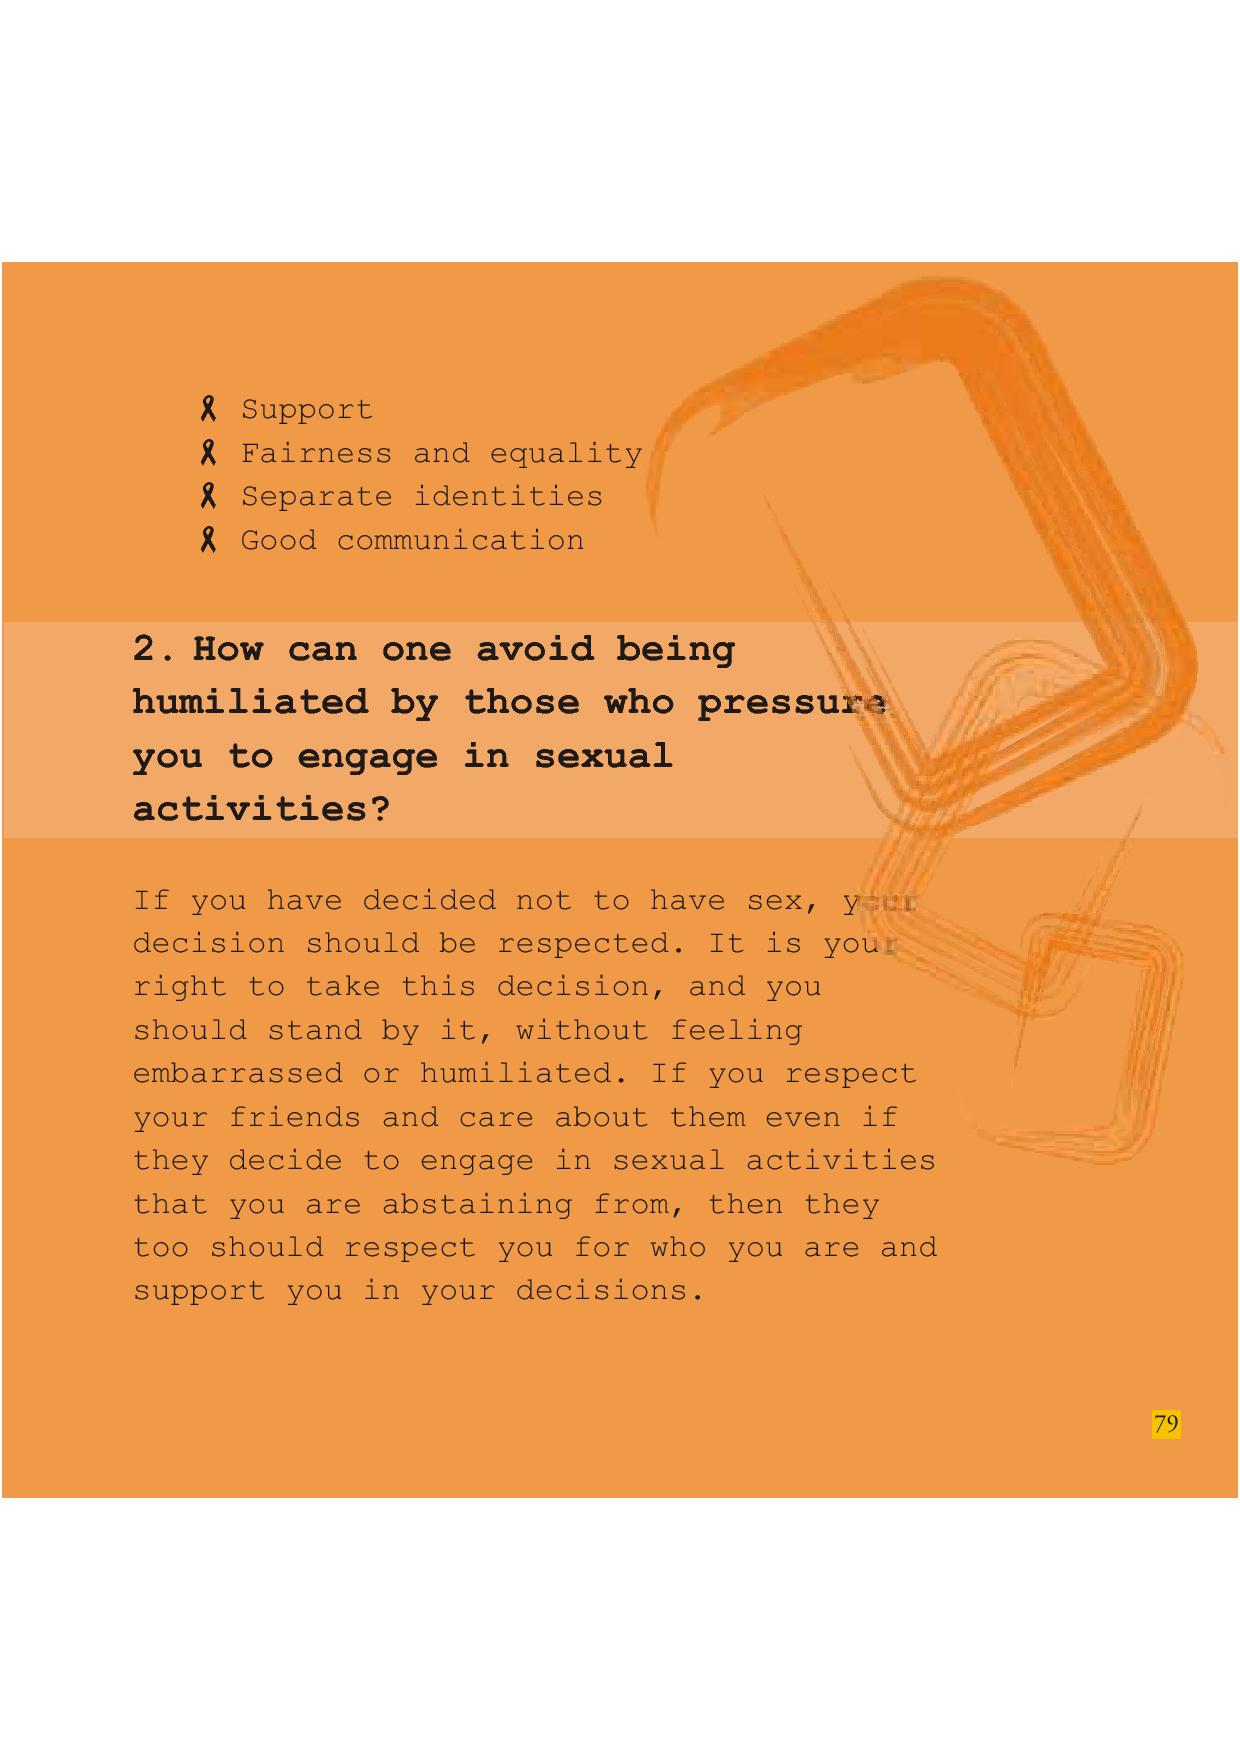 Support
Fairness and equality
Separate identities
Good communication
2. How can one avoid being
humiliated by those who pressure
you to engage in sexual
activities?
If you have decided not to have sex, your
decision should be respected. It is your
right to take this decision, and you
should stand by it, without feeling
embarrassed or humiliated. If you respect
your friends and care about them even if
they decide to engage in sexual activities
that you are abstaining from, then they
too should respect you for who you are and
support you in your decisions.
79